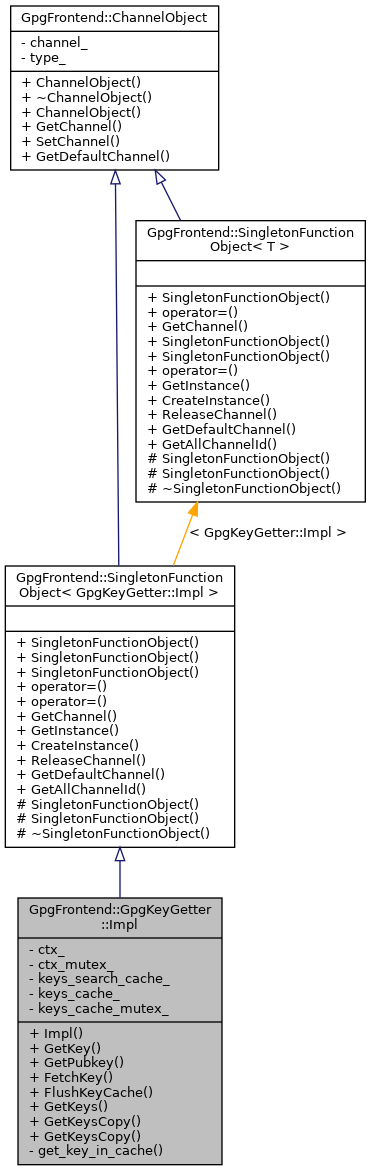 GpgFrontend::ChannelObject
- channel_
- type_
+ ChannelObject()
+ ~ChannelObject()
+ ChannelObject()
+ GetChannel()
+ SetChannel()
+ GetDefaultChannel()
GpgFrontend::SingletonFunction
Object< T >
+ SingletonFunctionObject()
+ operator=()
+ GetChannel()
+ SingletonFunctionObject()
+ SingletonFunctionObject()
+ operator=()
+ GetInstance()
+ CreateInstance()
+ ReleaseChannel()
+ GetDefaultChannel()
+ GetAllChannelId()
# SingletonFunctionObject()
# SingletonFunctionObject()
# ~SingletonFunctionObject()
< GpgKeyGetter::Impl >
GpgFrontend::SingletonFunction
Object< GpgKeyGetter::Impl >
+ SingletonFunctionObject()
+ SingletonFunctionObject()
+ SingletonFunctionObject()
+ operator=()
+ operator=()
+ GetChannel()
+ GetInstance()
+ CreateInstance()
+ ReleaseChannel()
+ GetDefaultChannel()
+ GetAllChannelId()
# SingletonFunctionObject()
# SingletonFunctionObject()
# ~SingletonFunctionObject()
GpgFrontend::GpgKeyGetter
::Impl
- ctx_
- ctx_mutex_
- keys_search_cache_
- keys_cache_
- keys_cache_mutex_
+ Impl()
+ GetKey()
+ GetPubkey()
+ FetchKey()
+ FlushKeyCache()
+ GetKeys()
+ GetKeysCopy()
+ GetKeysCopy()
- get_key_in_cache()